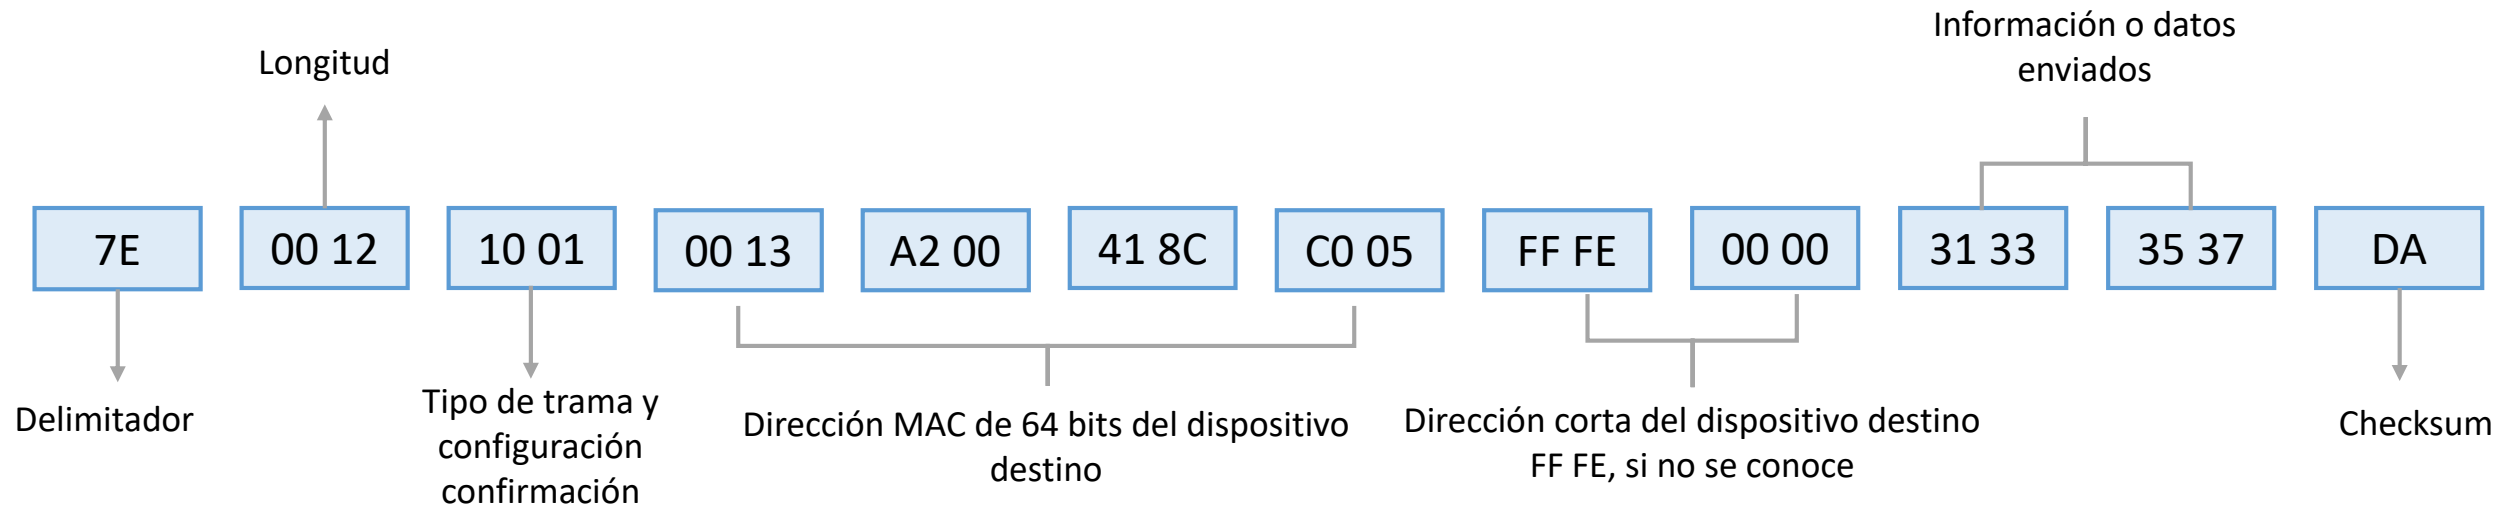 Información o datos
enviados
Longitud
7E
00 12
10 01
00 13
A2 00
41 8C
C0 05
FF FE
00 00
31 33
35 37
DA
Delimitador
Tipo de trama y
configuración
confirmación
Dirección MAC de 64 bits del dispositivo
destino
Dirección corta del dispositivo destino
FF FE, si no se conoce
Checksum